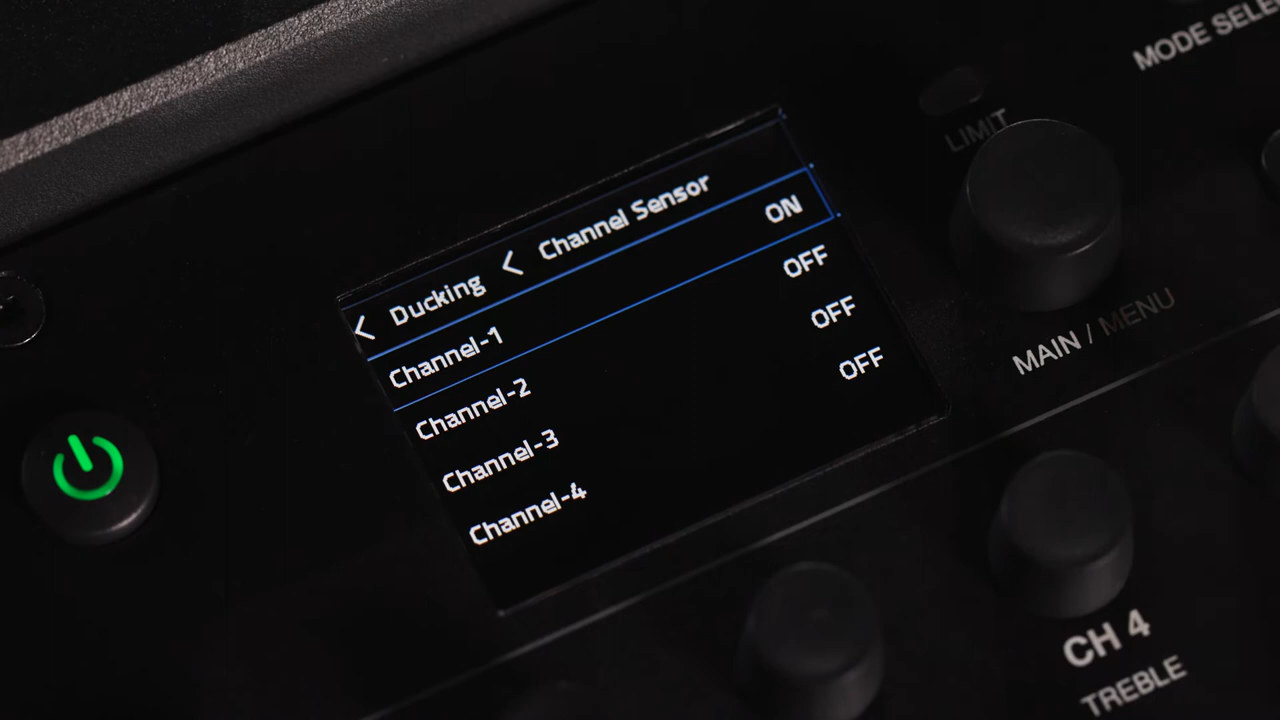 MODE SELE
LIMIT
< Ducking < Channel Sensor
Channel-1 ON
Channel-2 OFF
Channel-3 OFF
Channel-4 OFF
MAIN / MENU
CH 4
TREBLE